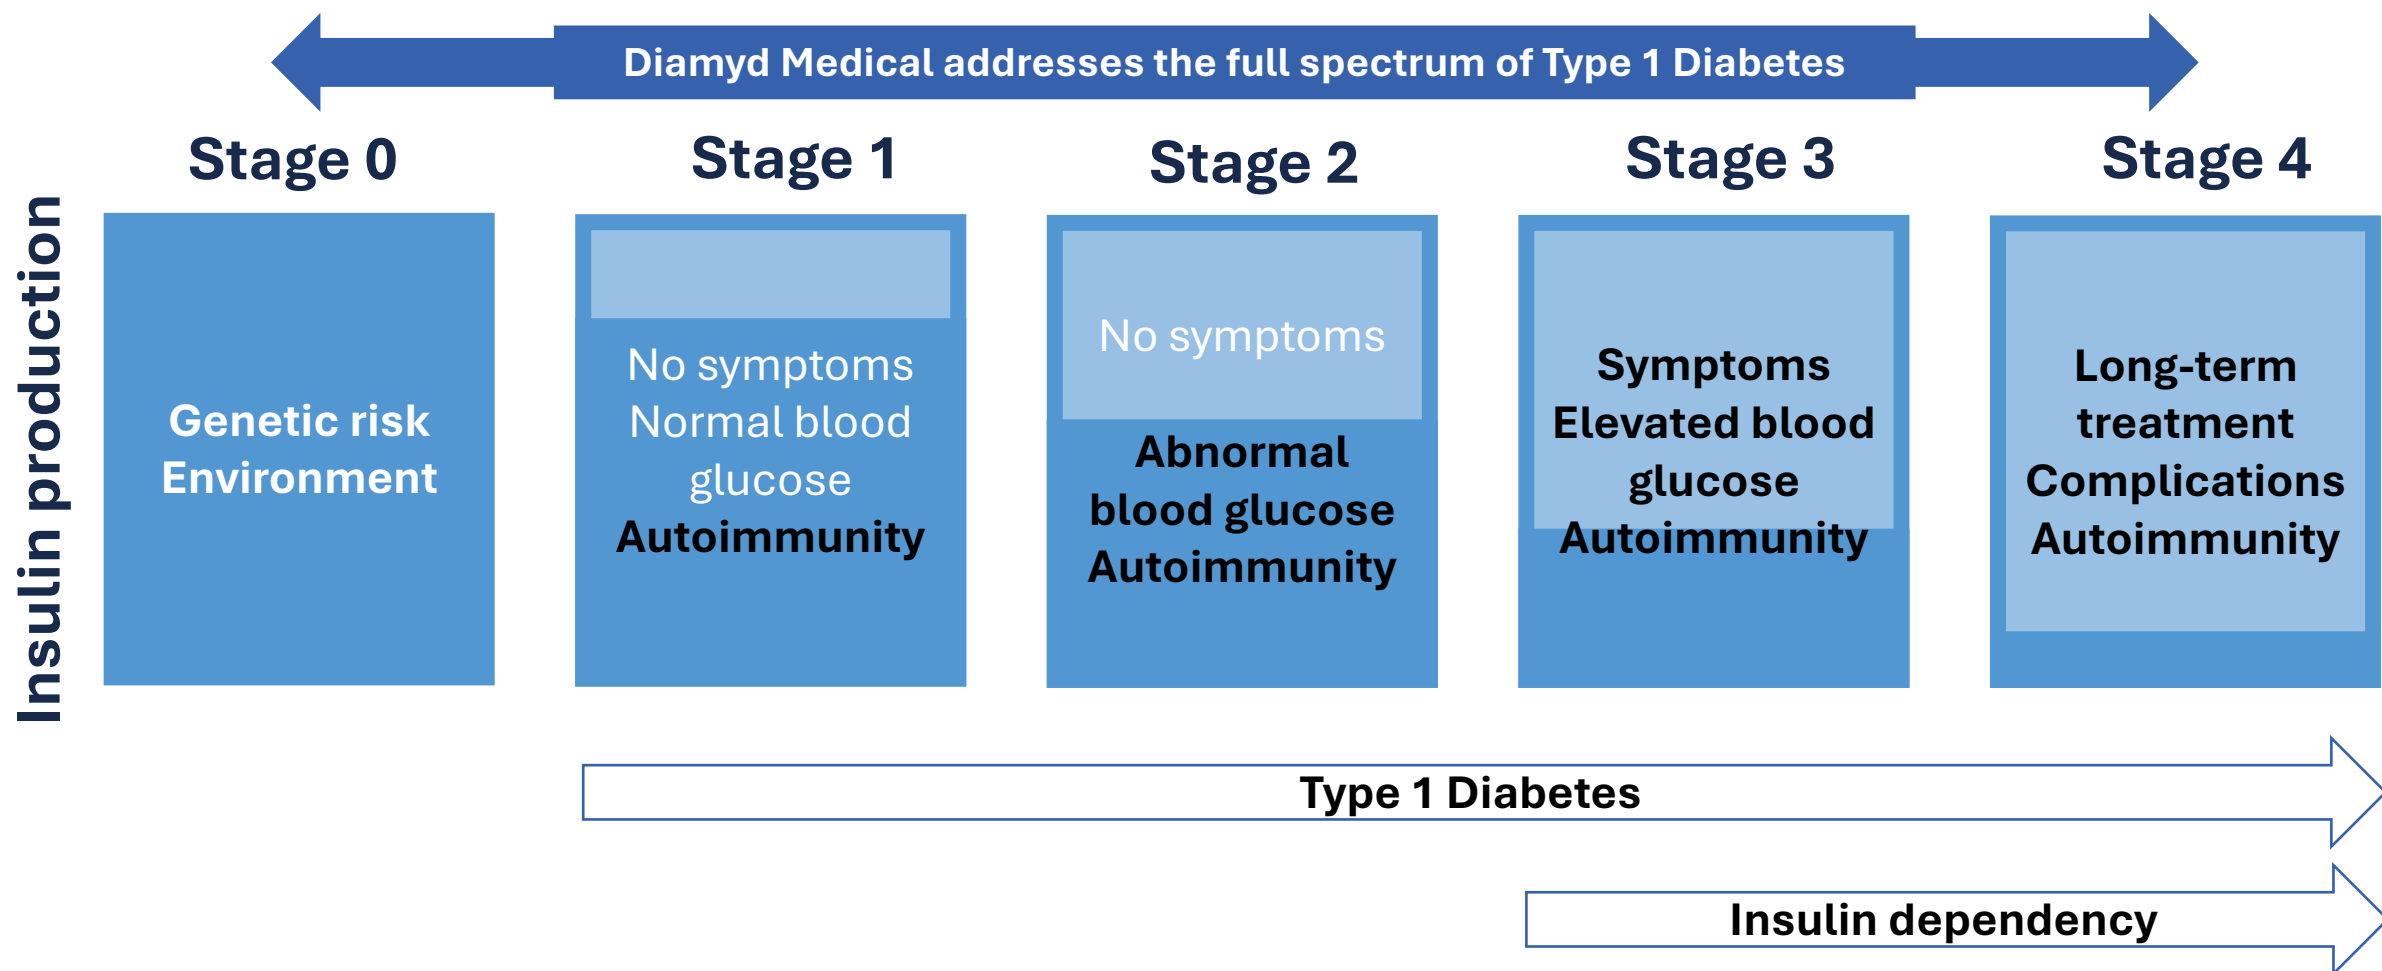 Diamyd Medical addresses the full spectrum of Type 1 Diabetes
Stage 0
Stage 1
Stage 2
Stage 3
Stage 4
Insulin production
Genetic risk
Environment
No symptoms
Normal blood
glucose
Autoimmunity
No symptoms
Abnormal
blood glucose
Autoimmunity
Symptoms
Elevated blood
glucose
Autoimmunity
Long-term
treatment
Complications
Autoimmunity
Type 1 Diabetes
Insulin dependency